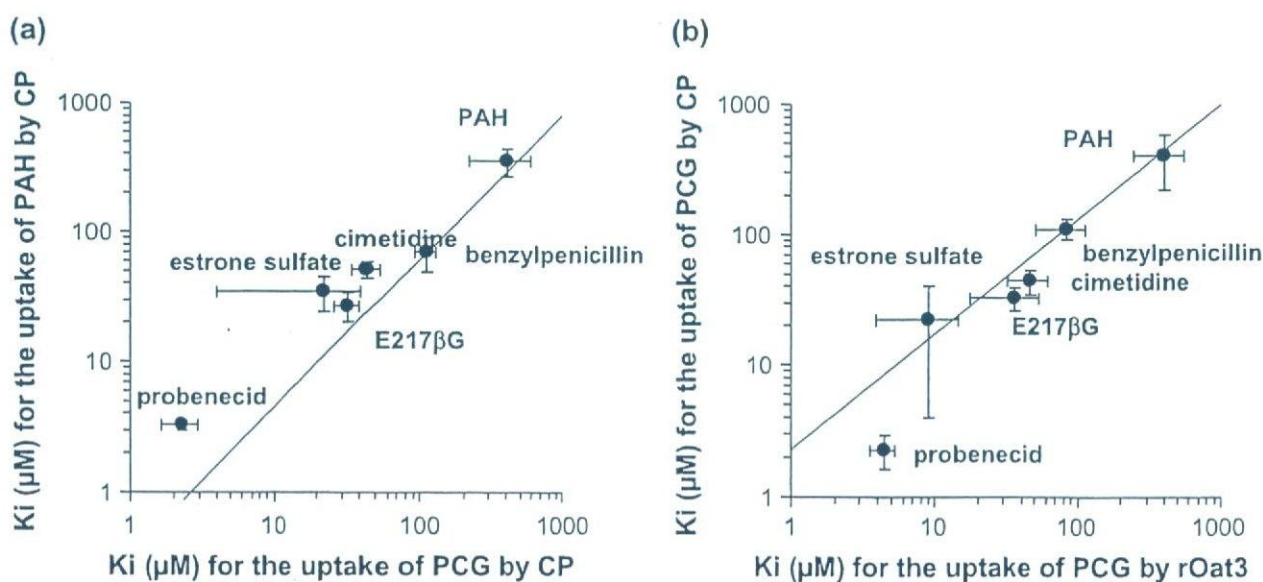 (a)
Ki (μM) for the uptake of PAH by CP
1000
100
10
1
PAH
cimetidine
benzylpenicillin
estrone sulfate
E217βG
probenecid
1 10 100 1000
Ki (μM) for the uptake of PCG by CP
(b)
Ki (μM) for the uptake of PCG by CP
1000
100
10
1
PAH
estrone sulfate
benzylpenicillin
cimetidine
E217βG
probenecid
1 10 100 1000
Ki (μM) for the uptake of PCG by rOat3